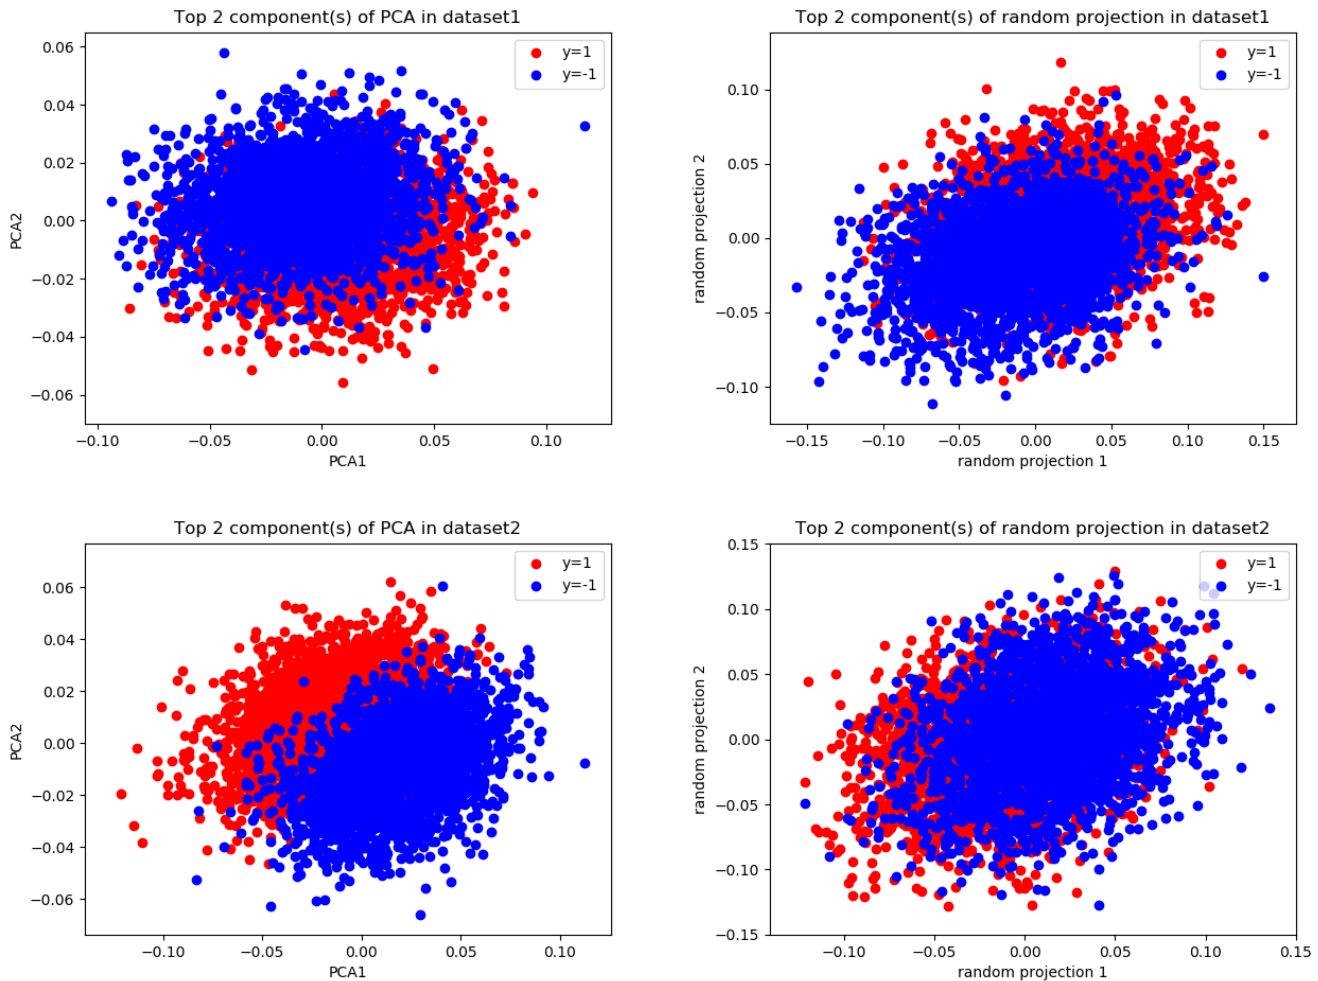 Top 2 component(s) of PCA in dataset1
0.06
0.04
0.02
0.00
−0.02
−0.04
−0.06
PCA2
y=1
y=-1
−0.10
−0.05
0.00
0.05
0.10
PCA1
Top 2 component(s) of random projection in dataset1
0.10
0.05
0.00
−0.05
−0.10
random projection 2
y=1
y=-1
−0.15
−0.10
−0.05
0.00
0.05
0.10
0.15
random projection 1
Top 2 component(s) of PCA in dataset2
0.06
0.04
0.02
0.00
−0.02
−0.04
−0.06
PCA2
y=1
y=-1
−0.10
−0.05
0.00
0.05
0.10
PCA1
Top 2 component(s) of random projection in dataset2
0.15
0.10
0.05
0.00
−0.05
−0.10
−0.15
random projection 2
y=1
y=-1
−0.10
−0.05
0.00
0.05
0.10
0.15
random projection 1